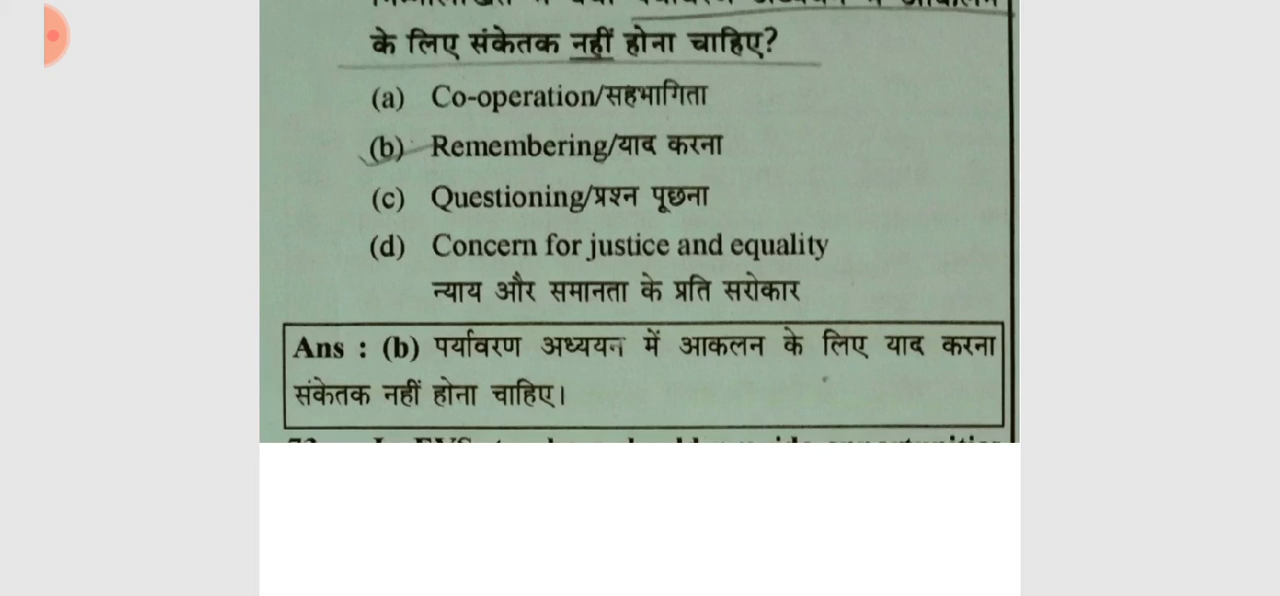 के लिए संकेतक नहीं होना चाहिए?
(a) Co-operation/सहभागिता
(b) Remembering/याद करना
(c) Questioning/प्रश्न पूछना
(d) Concern for justice and equality
न्याय और समानता के प्रति सरोकार
Ans : (b) पर्यावरण अध्ययन में आकलन के लिए याद करना
संकेतक नहीं होना चाहिए।